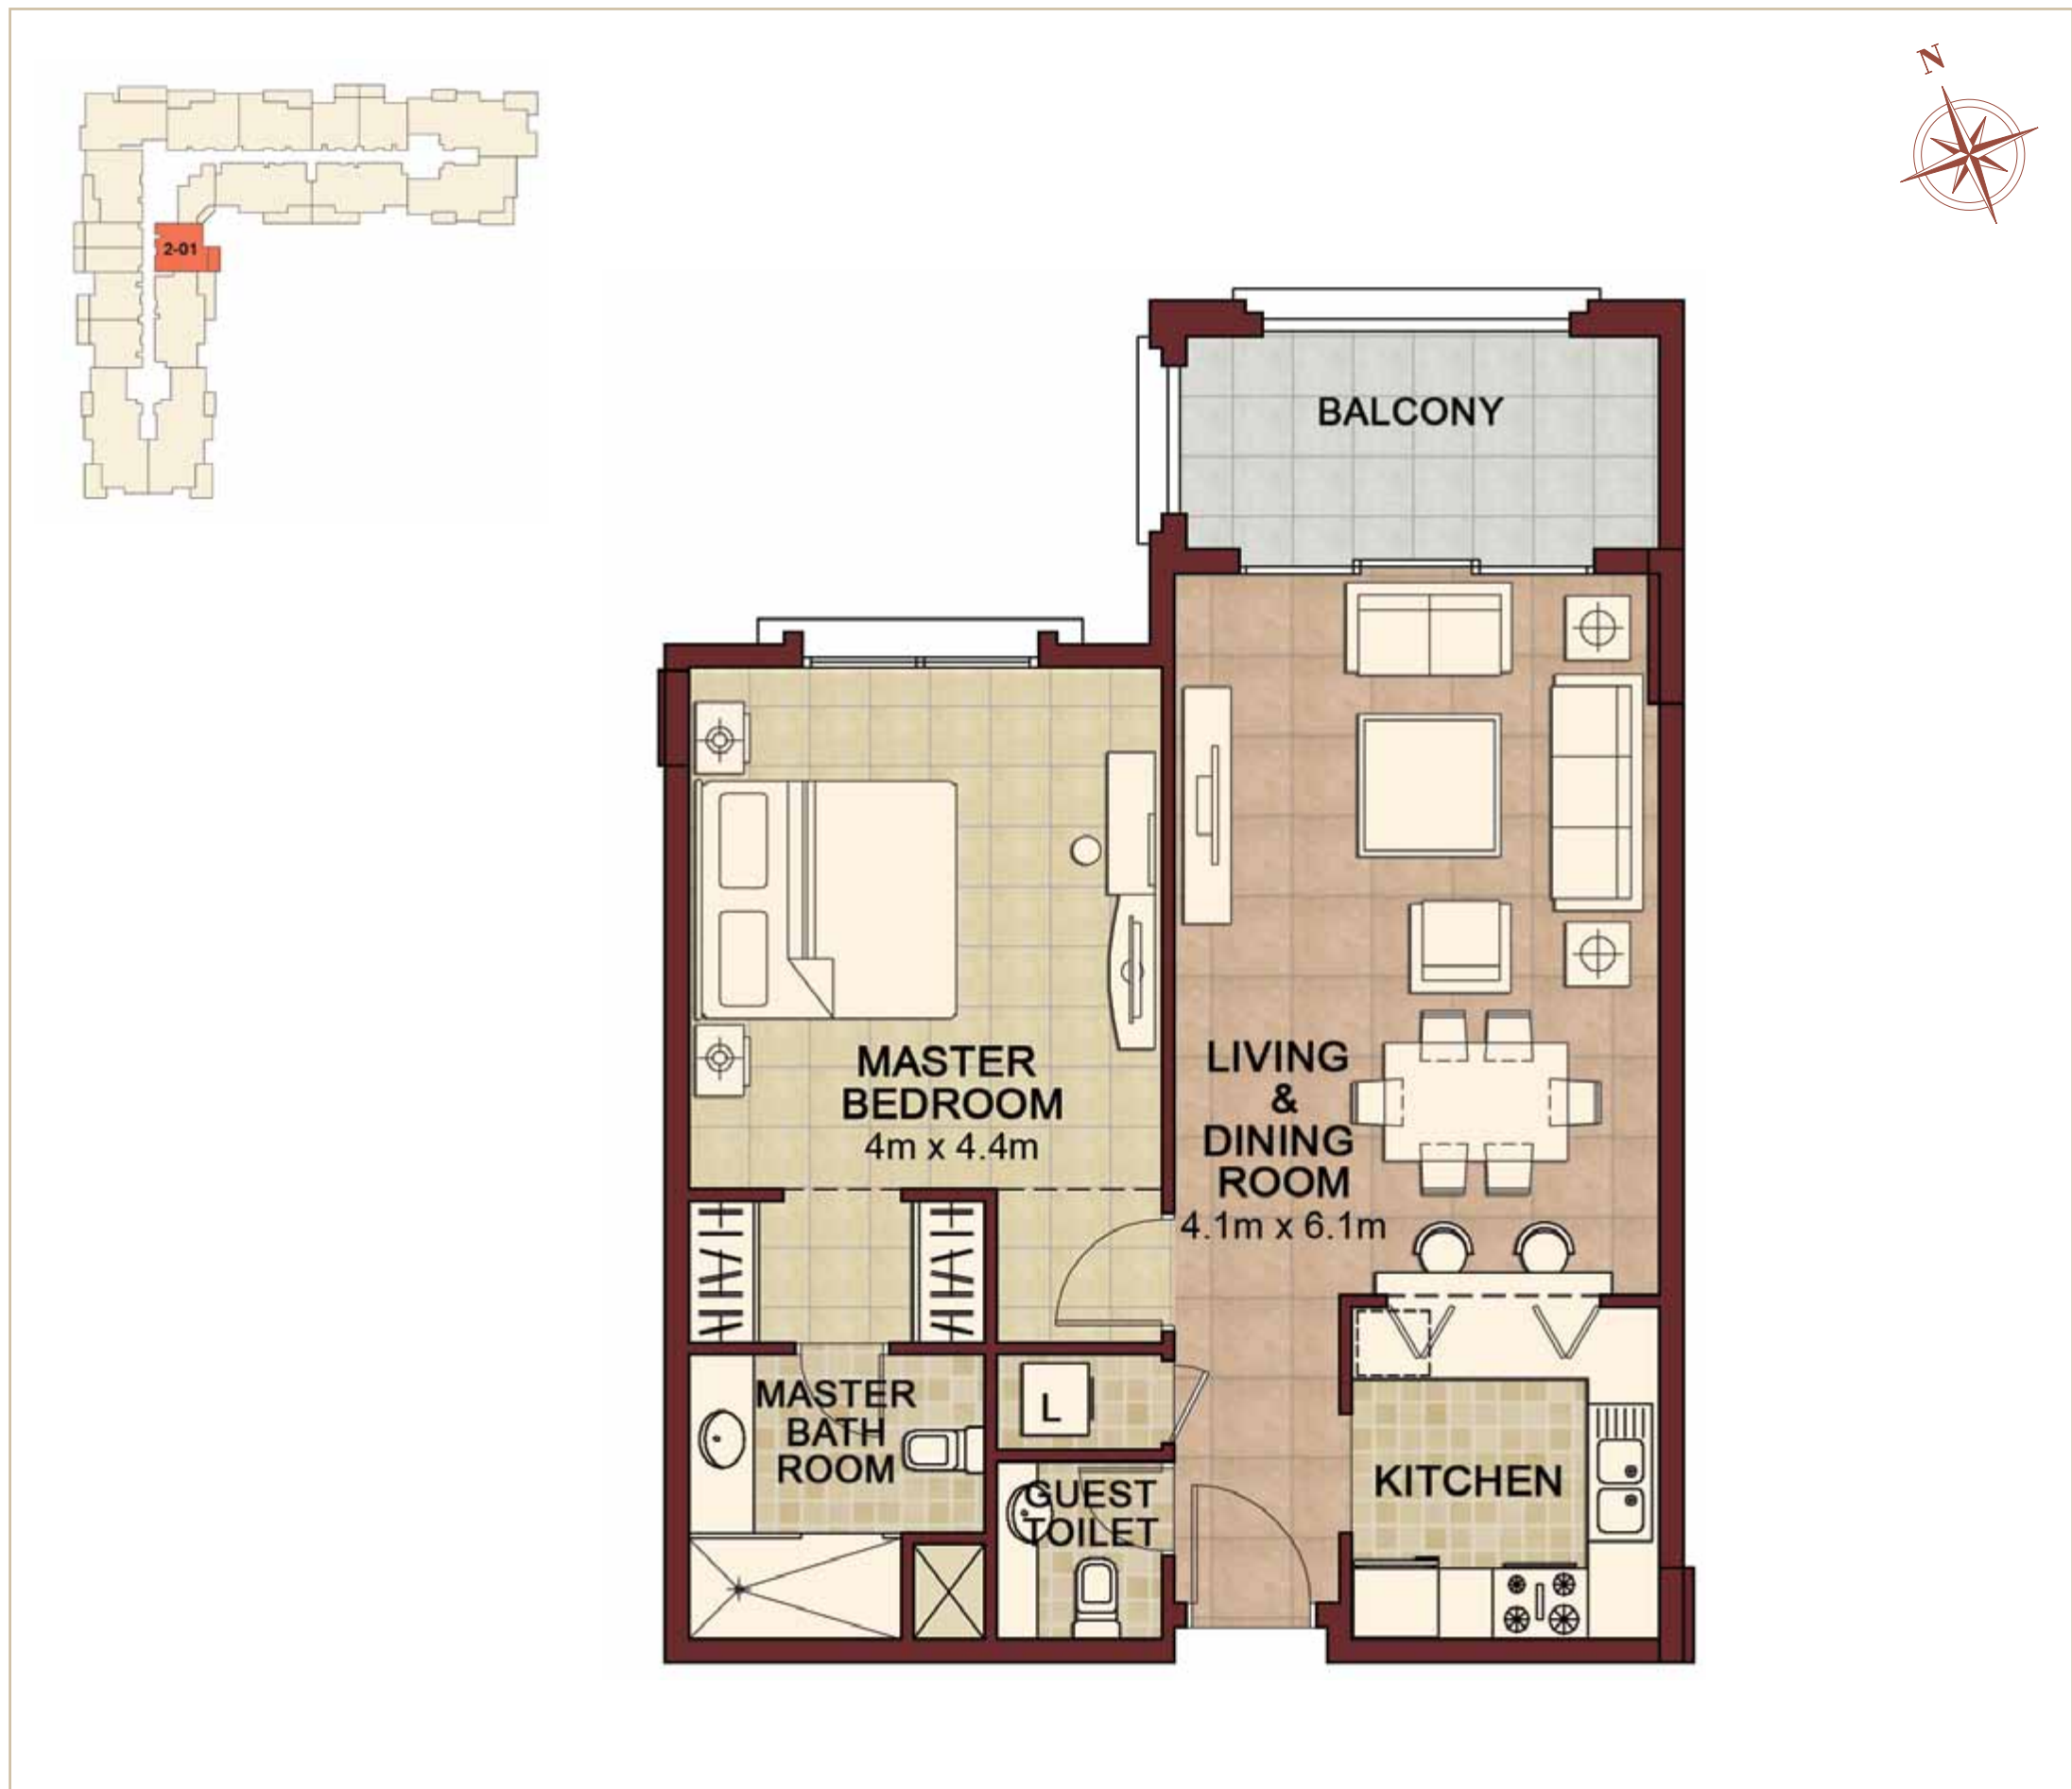 N
2-01
BALCONY
MASTER
BEDROOM
4m x 4.4m
LIVING
&
DINING
ROOM
4.1m x 6.1m
MASTER
BATH
ROOM
L
GUEST
TOILET
KITCHEN